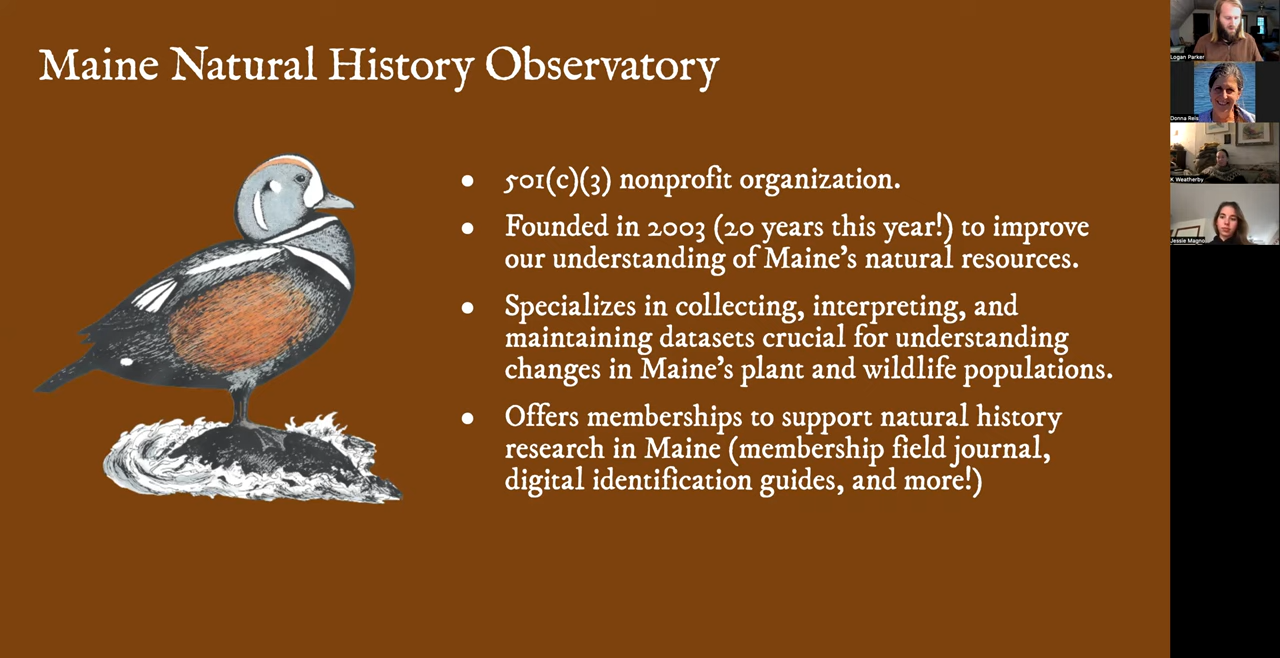 Maine Natural History Observatory
• 501(c)(3) nonprofit organization.
• Founded in 2003 (20 years this year!) to improve
our understanding of Maine's natural resources.
• Specializes in collecting, interpreting, and
maintaining datasets crucial for understanding
changes in Maine's plant and wildlife populations.
• Offers memberships to support natural history
research in Maine (membership field journal,
digital identification guides, and more!)
Logan Parker
Donna Reis
K Weatherby
Jessie Magno